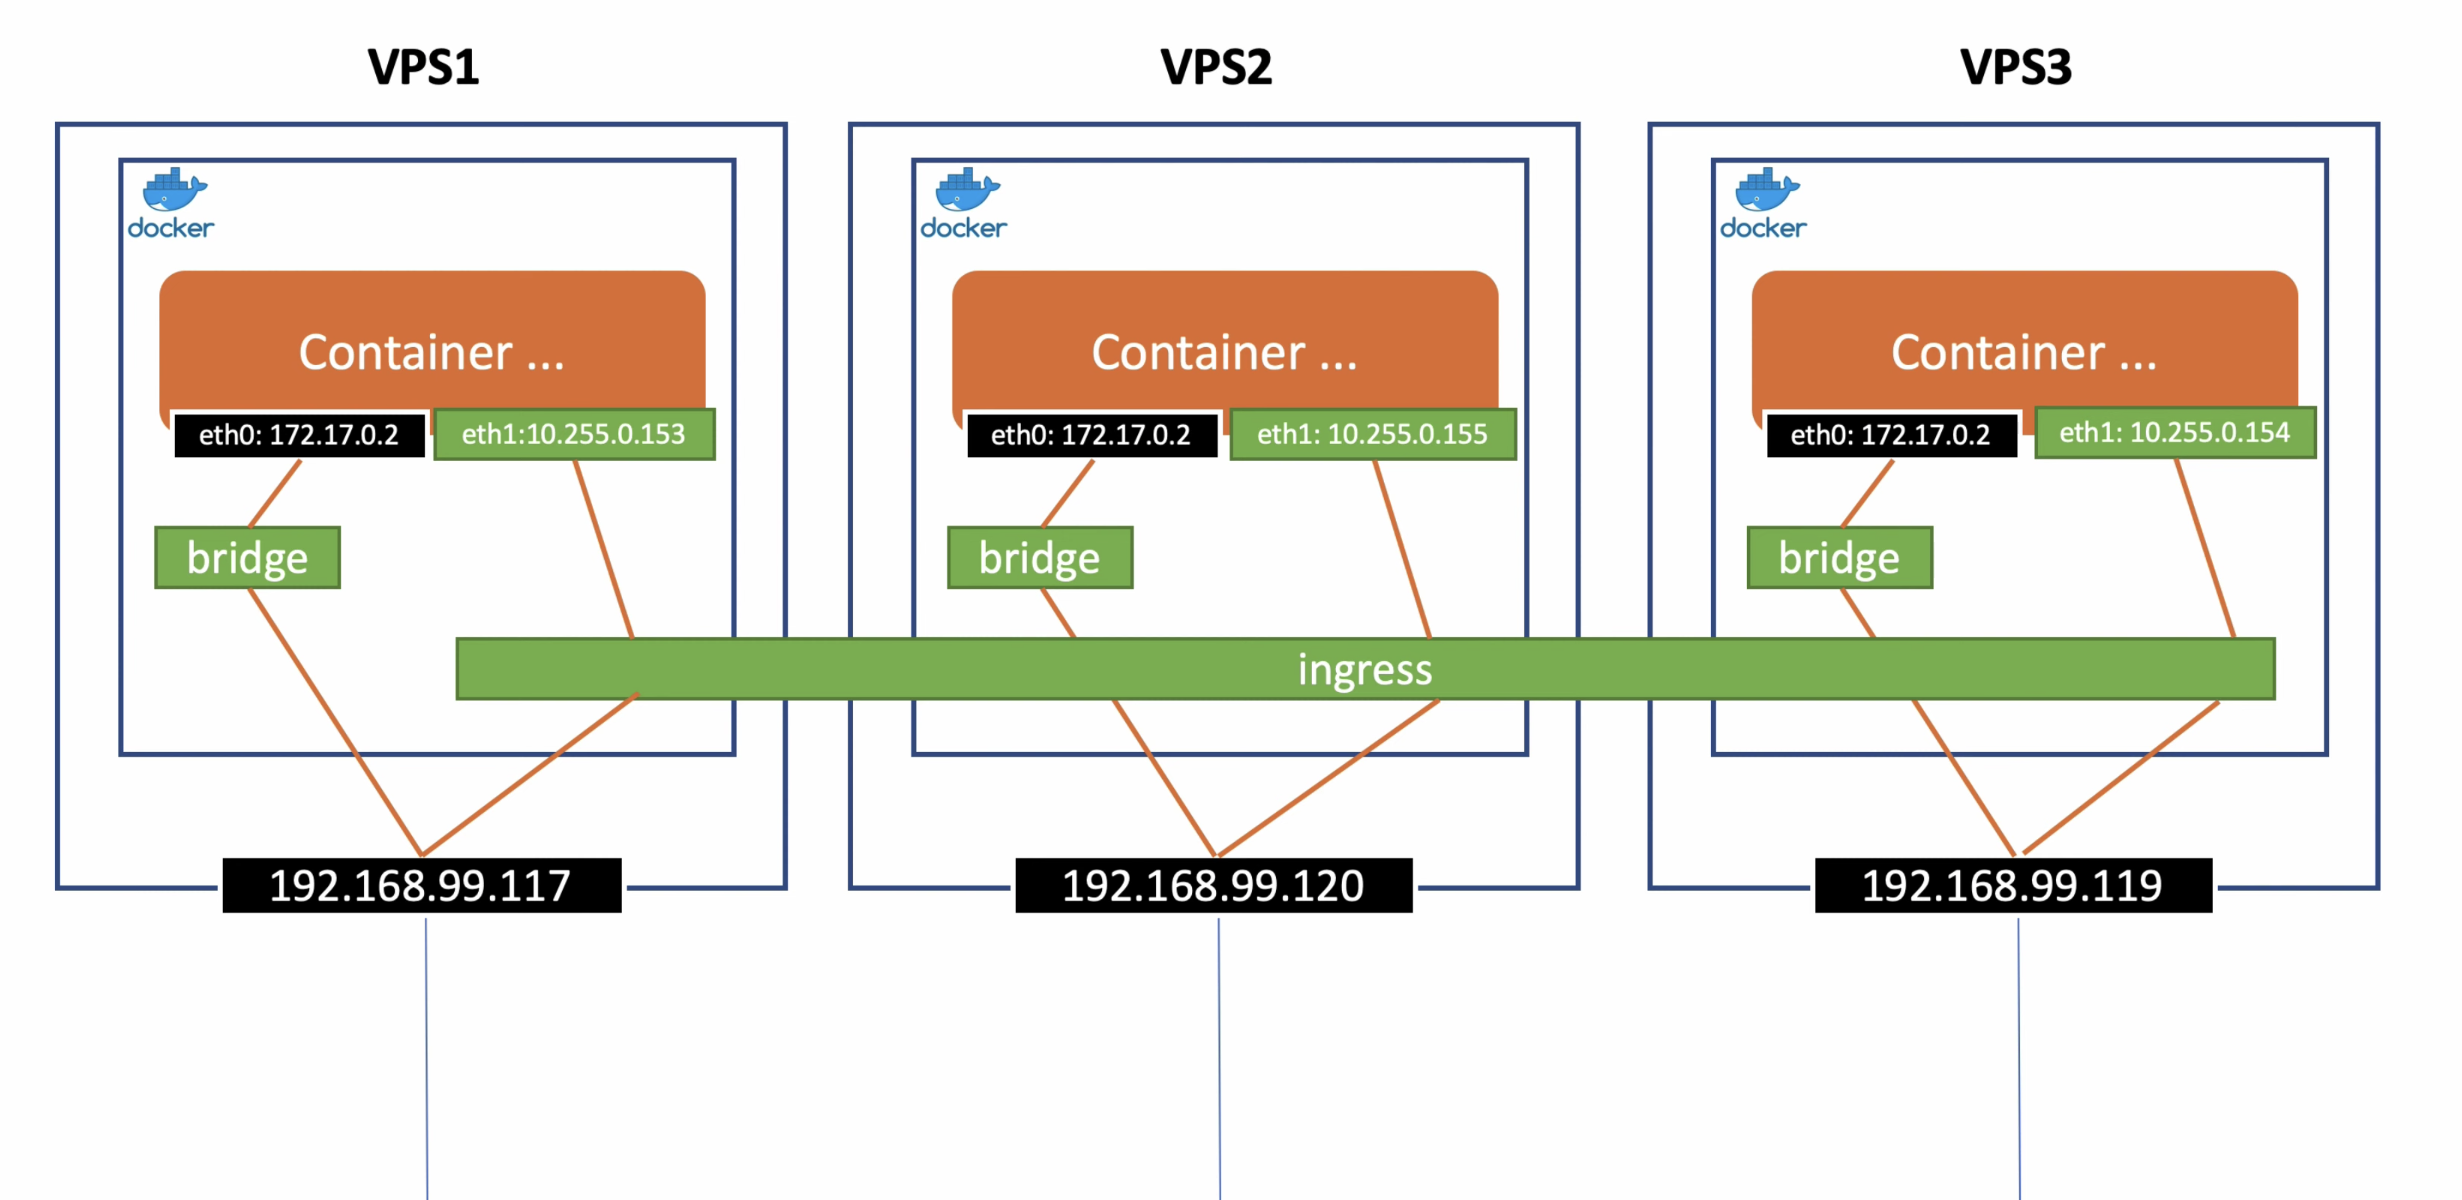 VPS1
VPS2
VPS3
docker
docker
docker
Container ...
Container ...
Container ...
eth0: 172.17.0.2
eth1:10.255.0.153
eth0: 172.17.0.2
eth1: 10.255.0.155
eth0: 172.17.0.2
eth1: 10.255.0.154
bridge
bridge
bridge
ingress
192.168.99.117
192.168.99.120
192.168.99.119